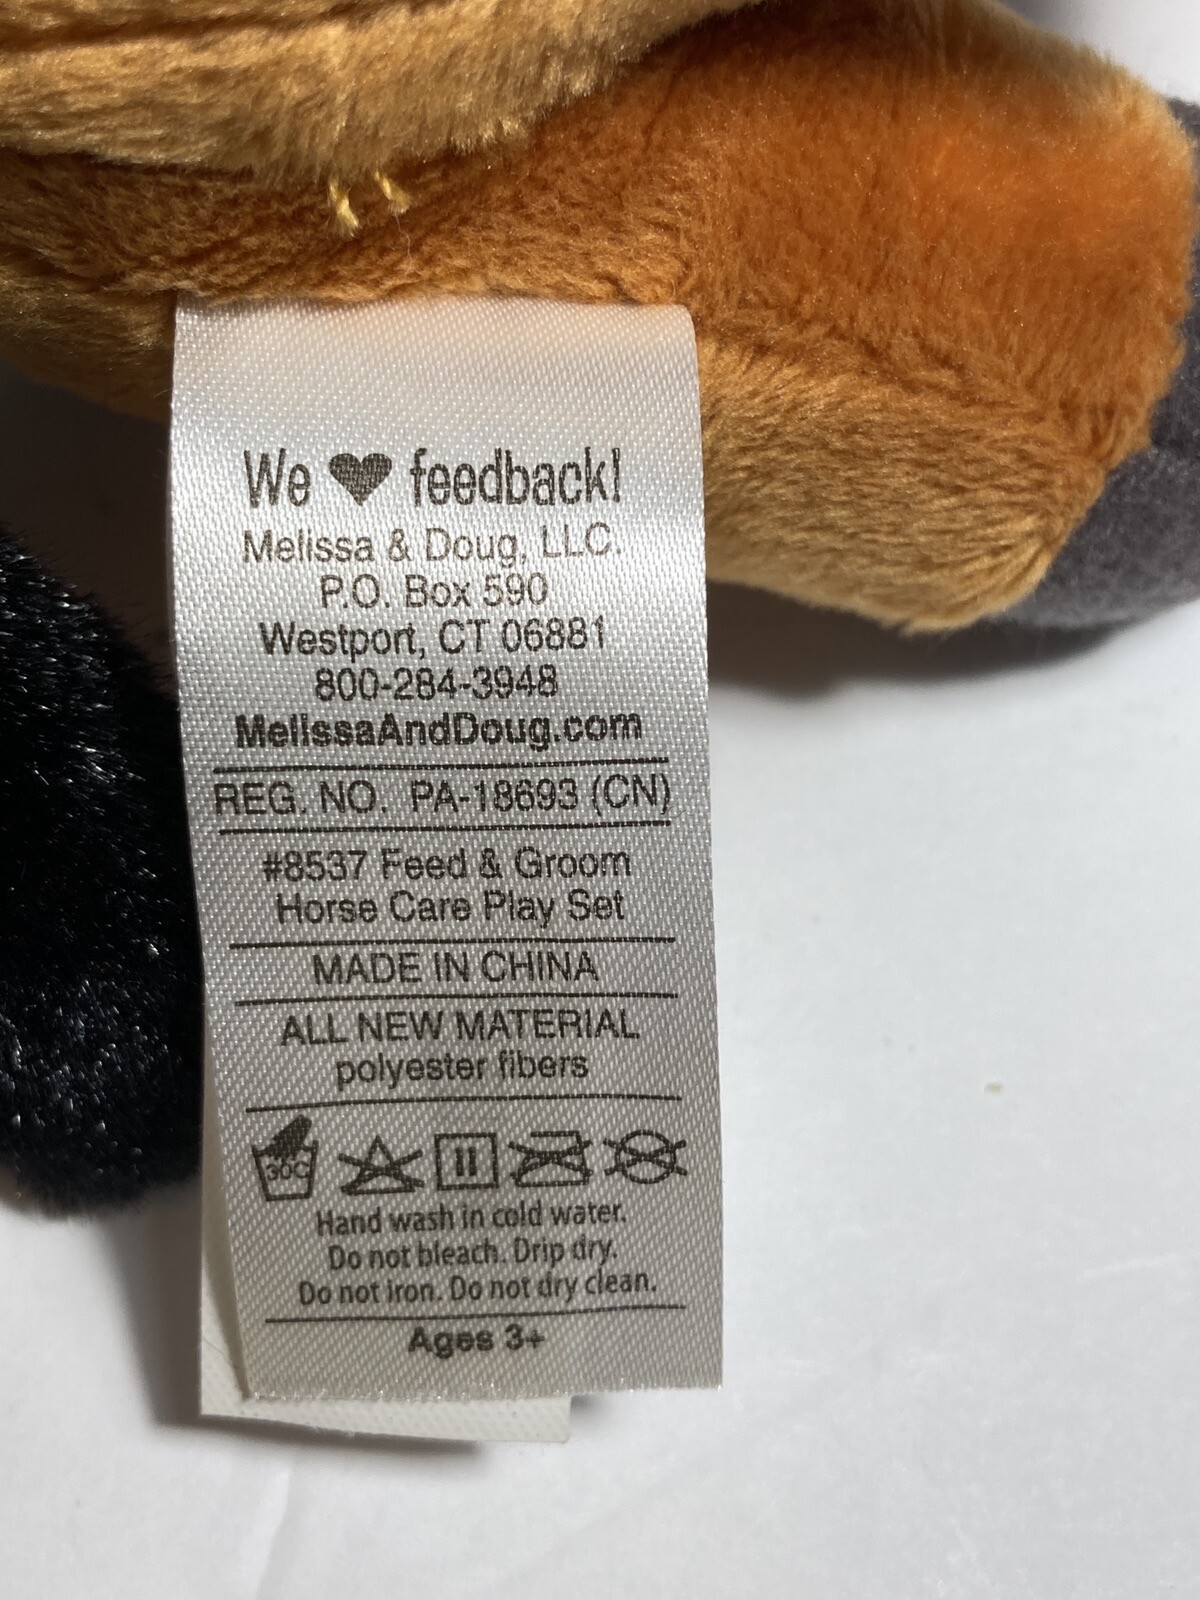 We ♥ feedback!
Melissa & Doug, LLC.
P.O. Box 590
Westport, CT 06881
800-284-3948
MelissaAndDoug.com
REG. NO. PA-18693 (CN)
#8537 Feed & Groom
Horse Care Play Set
MADE IN CHINA
ALL NEW MATERIAL
polyester fibers
30C
Hand wash in cold water.
Do not bleach. Drip dry.
Do not iron. Do not dry clean.
Ages 3+